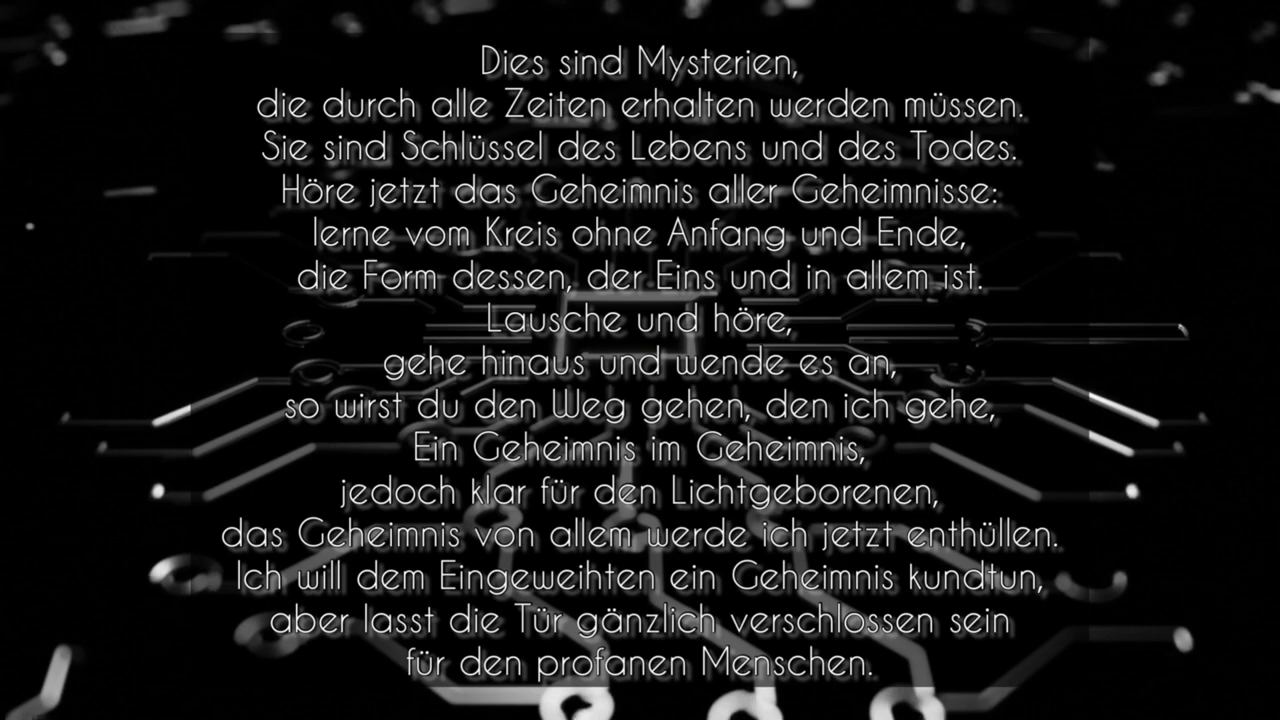 Dies sind Mysterien,
die durch alle Zeiten erhalten werden müssen.
Sie sind Schlüssel des Lebens und des Todes.
Höre jetzt das Geheimnis aller Geheimnisse:
lerne vom Kreis ohne Anfang und Ende,
die Form dessen, der Eins und in allem ist.
Lausche und höre,
gehe hinaus und wende es an,
so wirst du den Weg gehen, den ich gehe,
Ein Geheimnis im Geheimnis,
jedoch klar für den Lichtgeborenen,
das Geheimnis von allem werde ich jetzt enthüllen.
Ich will dem Eingeweihten ein Geheimnis kundtun,
aber lasst die Tür gänzlich verschlossen sein
für den profanen Menschen.